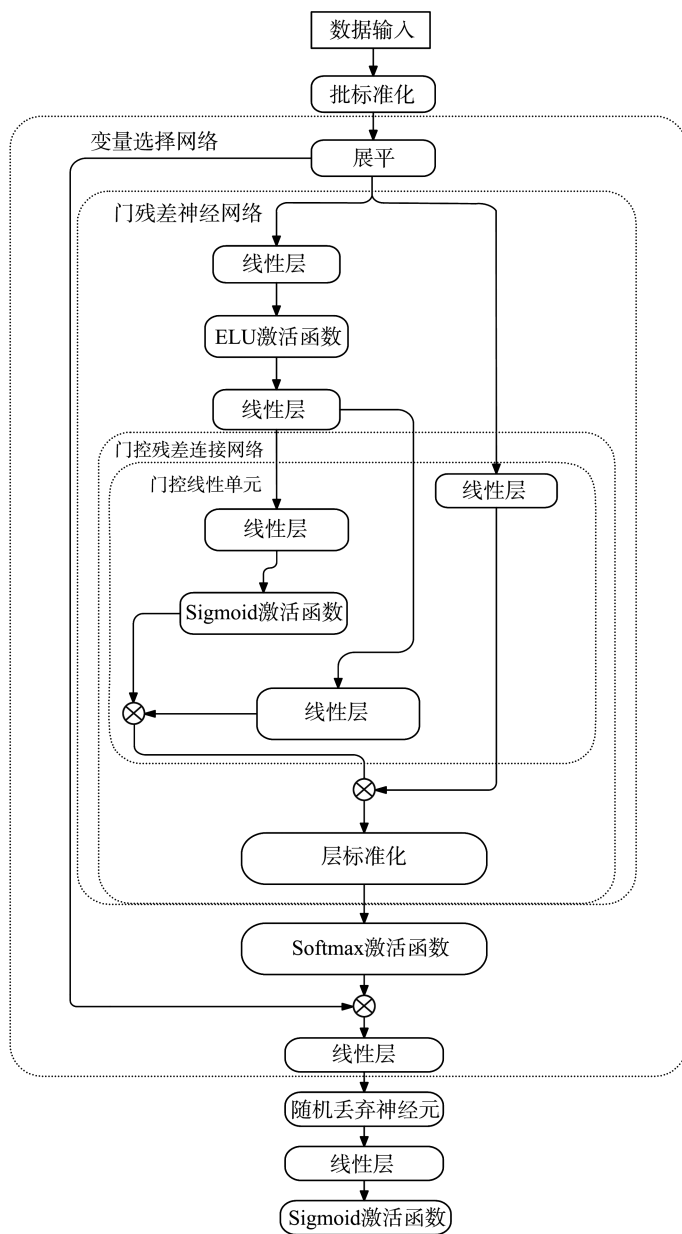 数据输入
批标准化
变量选择网络
展平
门残差神经网络
线性层
ELU激活函数
线性层
门控残差连接网络
门控线性单元
线性层
线性层
Sigmoid激活函数
线性层
层标准化
Softmax激活函数
线性层
随机丢弃神经元
线性层
Sigmoid激活函数